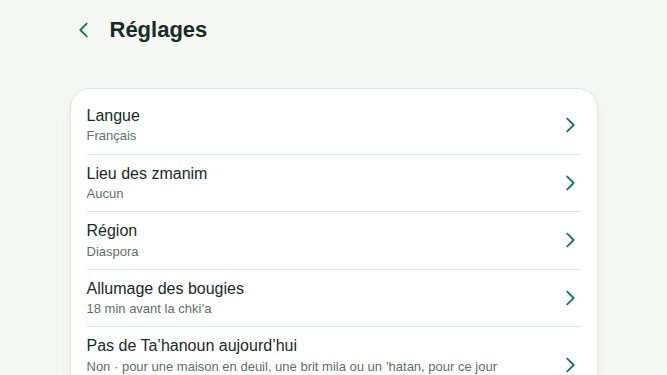 Réglages
Langue
Français
Lieu des zmanim
Aucun
Région
Diaspora
Allumage des bougies
18 min avant la chki’a
Pas de Ta’hanoun aujourd’hui
Non · pour une maison en deuil, une brit mila ou un ’hatan, pour ce jour